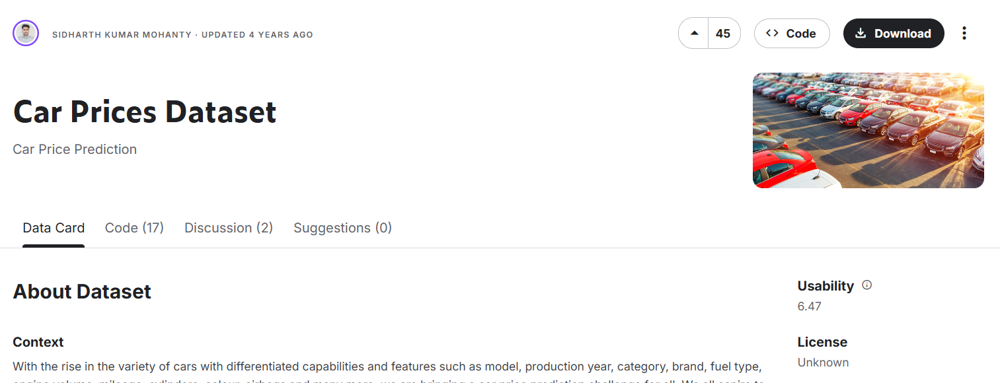 SIDHARTH KUMAR MOHANTY · UPDATED 4 YEARS AGO
45
Code
Download
Car Prices Dataset
Car Price Prediction
Data Card
Code (17)
Discussion (2)
Suggestions (0)
About Dataset
Usability
6.47
Context
License
With the rise in the variety of cars with differentiated capabilities and features such as model, production year, category, brand, fuel type,
Unknown
engine volume, mileage, cylinders, colour, airbags and many more, we are bringing a car price prediction challenge for all. We all aspire to